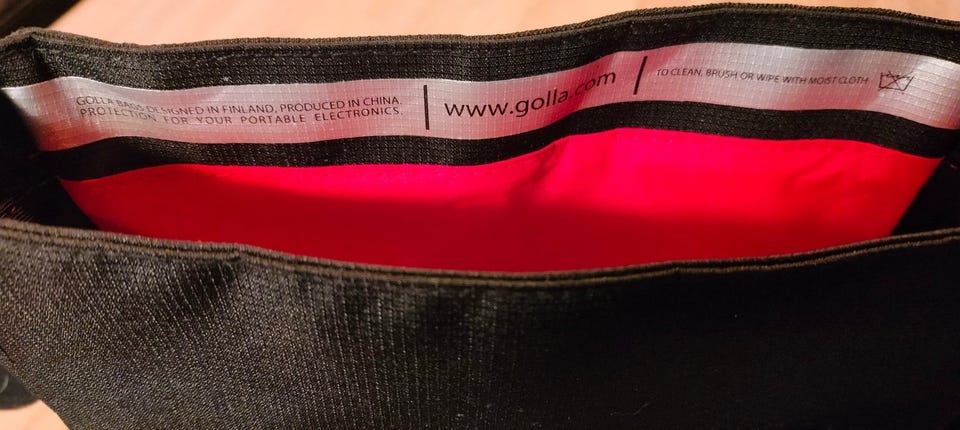 GOLLA BAGS DESIGNED IN FINLAND, PRODUCED IN CHINA.
PROTECTION FOR YOUR PORTABLE ELECTRONICS.
www.golla.com
TO CLEAN, BRUSH OR WIPE WITH MOIST CLOTH